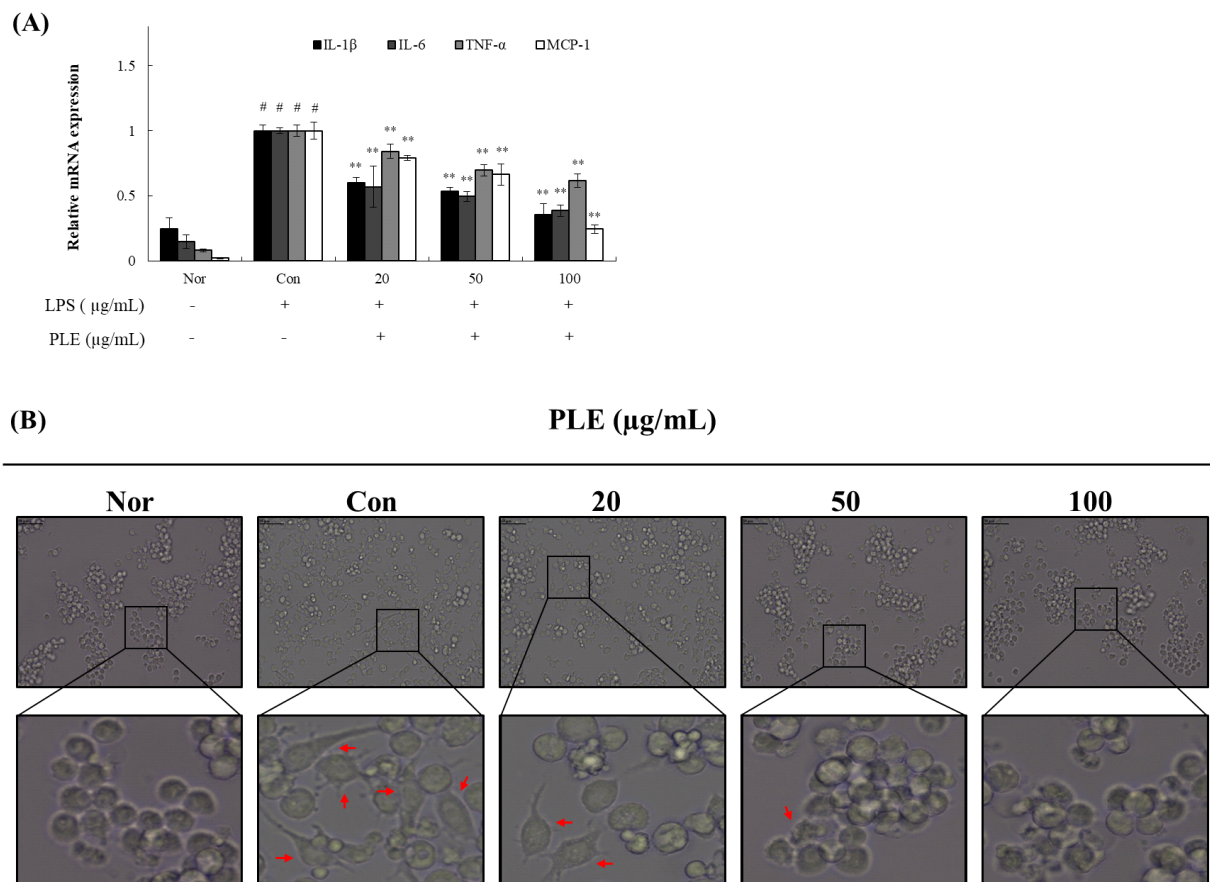 (A)
IL-1β IL-6 TNF-α MCP-1
Relative mRNA expression
1.5
1
0.5
0
# # # #
** ** ** **
** ** ** **
** ** ** **
Nor Con 20 50 100
LPS ( μg/mL) - + + + +
PLE (μg/mL) - - + + +
(B) PLE (μg/mL)
Nor Con 20 50 100